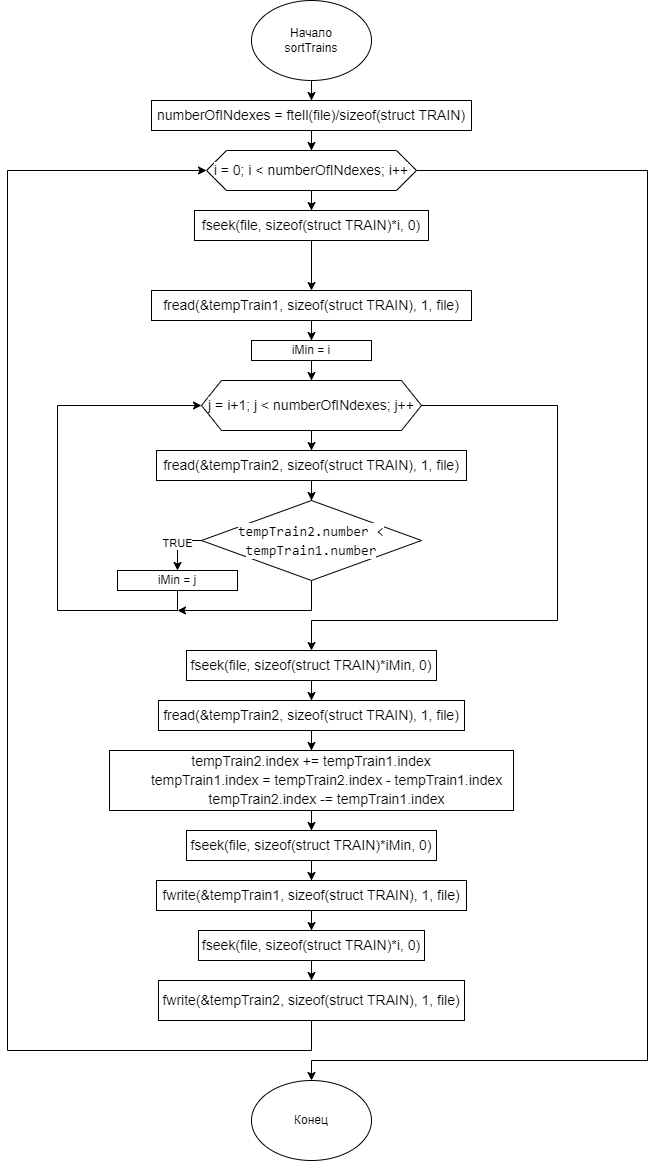 Начало
sortTrains
numberOfINdexes = ftell(file)/sizeof(struct TRAIN)
i = 0; i < numberOfINdexes; i++
fseek(file, sizeof(struct TRAIN)*i, 0)
fread(&tempTrain1, sizeof(struct TRAIN), 1, file)
iMin = i
j = i+1; j < numberOfINdexes; j++
fread(&tempTrain2, sizeof(struct TRAIN), 1, file)
tempTrain2.number <
tempTrain1.number
TRUE
iMin = j
fseek(file, sizeof(struct TRAIN)*iMin, 0)
fread(&tempTrain2, sizeof(struct TRAIN), 1, file)
tempTrain2.index += tempTrain1.index
tempTrain1.index = tempTrain2.index - tempTrain1.index
tempTrain2.index -= tempTrain1.index
fseek(file, sizeof(struct TRAIN)*iMin, 0)
fwrite(&tempTrain1, sizeof(struct TRAIN), 1, file)
fseek(file, sizeof(struct TRAIN)*i, 0)
fwrite(&tempTrain2, sizeof(struct TRAIN), 1, file)
Конец